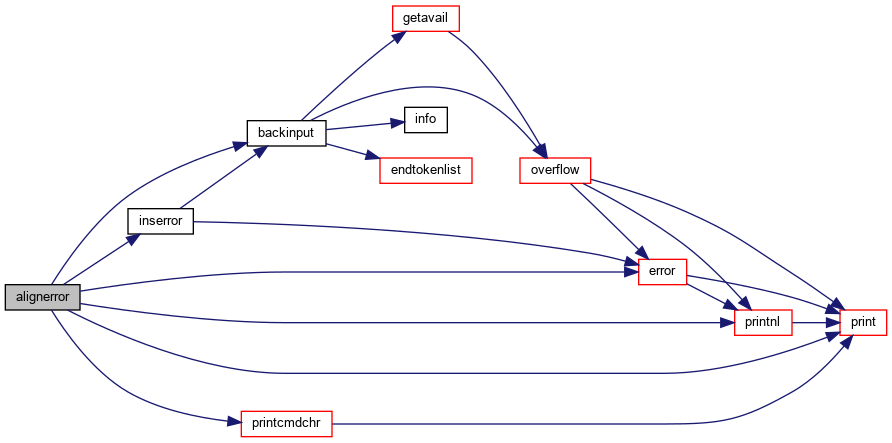 getavail
info
backinput
endtokenlist
overflow
inserror
error
alignerror
printnl
print
printcmdchr